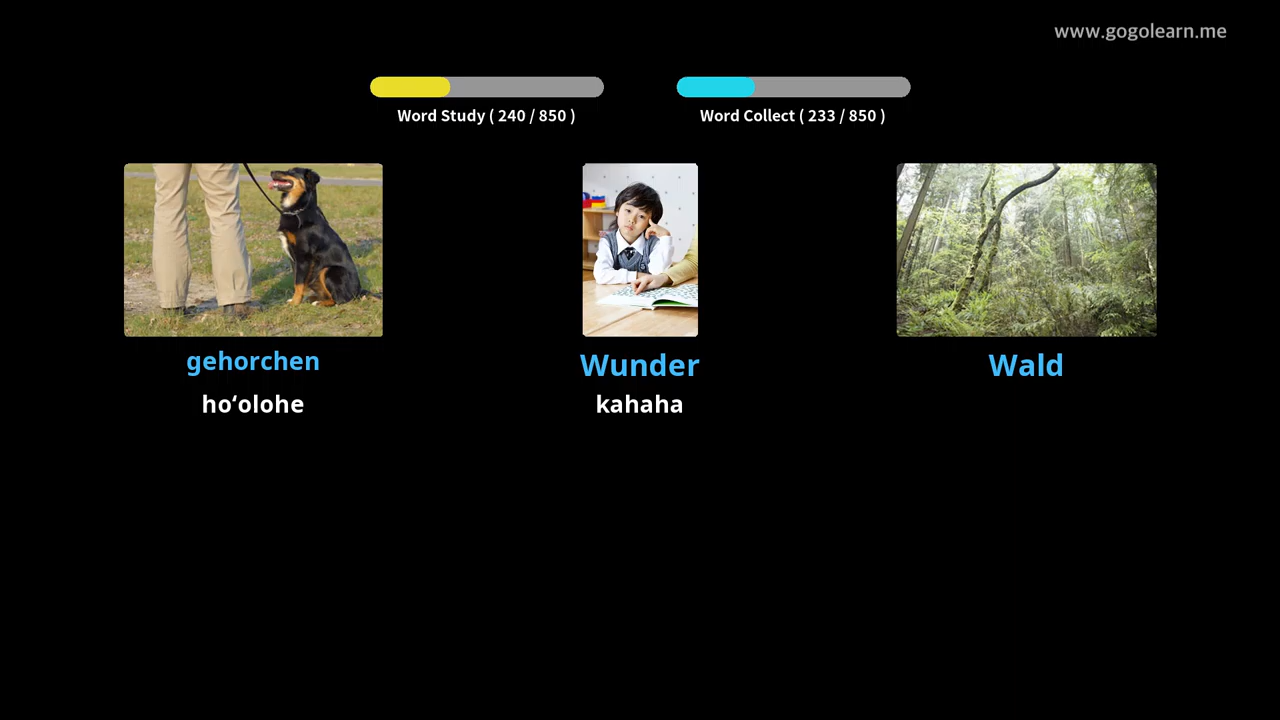 www.gogolearn.me
Word Study ( 240 / 850 )
Word Collect ( 233 / 850 )
gehorchen
Wunder
Wald
hoʻolohe
kahaha